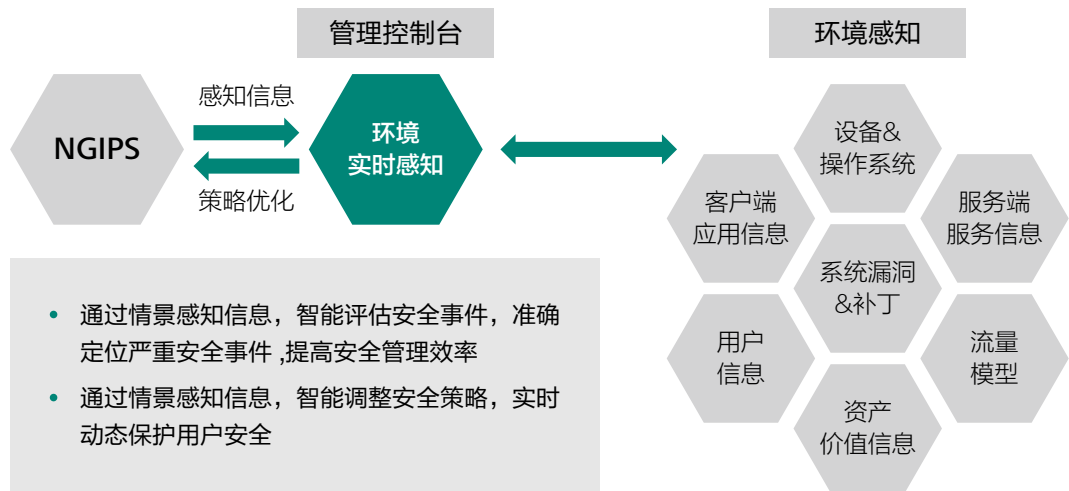 管理控制台
环境感知
NGIPS
感知信息
策略优化
环境
实时感知
设备&
操作系统
客户端
应用信息
服务端
服务信息
系统漏洞
&补丁
用户
信息
流量
模型
资产
价值信息
• 通过情景感知信息，智能评估安全事件，准确
定位严重安全事件 ,提高安全管理效率
• 通过情景感知信息，智能调整安全策略，实时
动态保护用户安全